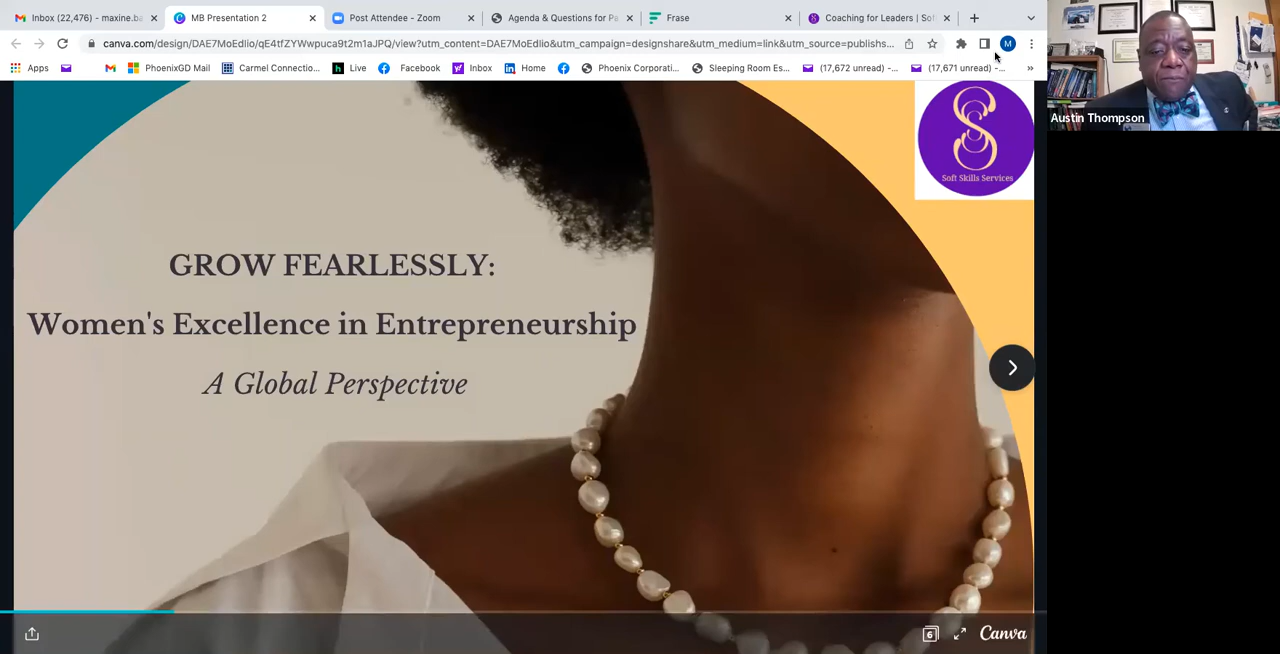 Inbox (22,476) - maxine.ba
MB Presentation 2
Post Attendee - Zoom
Agenda & Questions for Pa
Frase
Coaching for Leaders | Sof
canva.com/design/DAE7MoEdlio/qE4tfZYWwpuca9t2m1aJPQ/view?utm_content=DAE7MoEdlio&utm_campaign=designshare&utm_medium=link&utm_source=publishs...
M
Apps
PhoenixGD Mail
Carmel Connectio...
h
Live
Facebook
Inbox
in
Home
Phoenix Corporati...
Sleeping Room Es...
(17,672 unread) -...
(17,671 unread) -...
»
Austin Thompson
Soft Skills Services
GROW FEARLESSLY:
Women's Excellence in Entrepreneurship
A Global Perspective
6
Canva